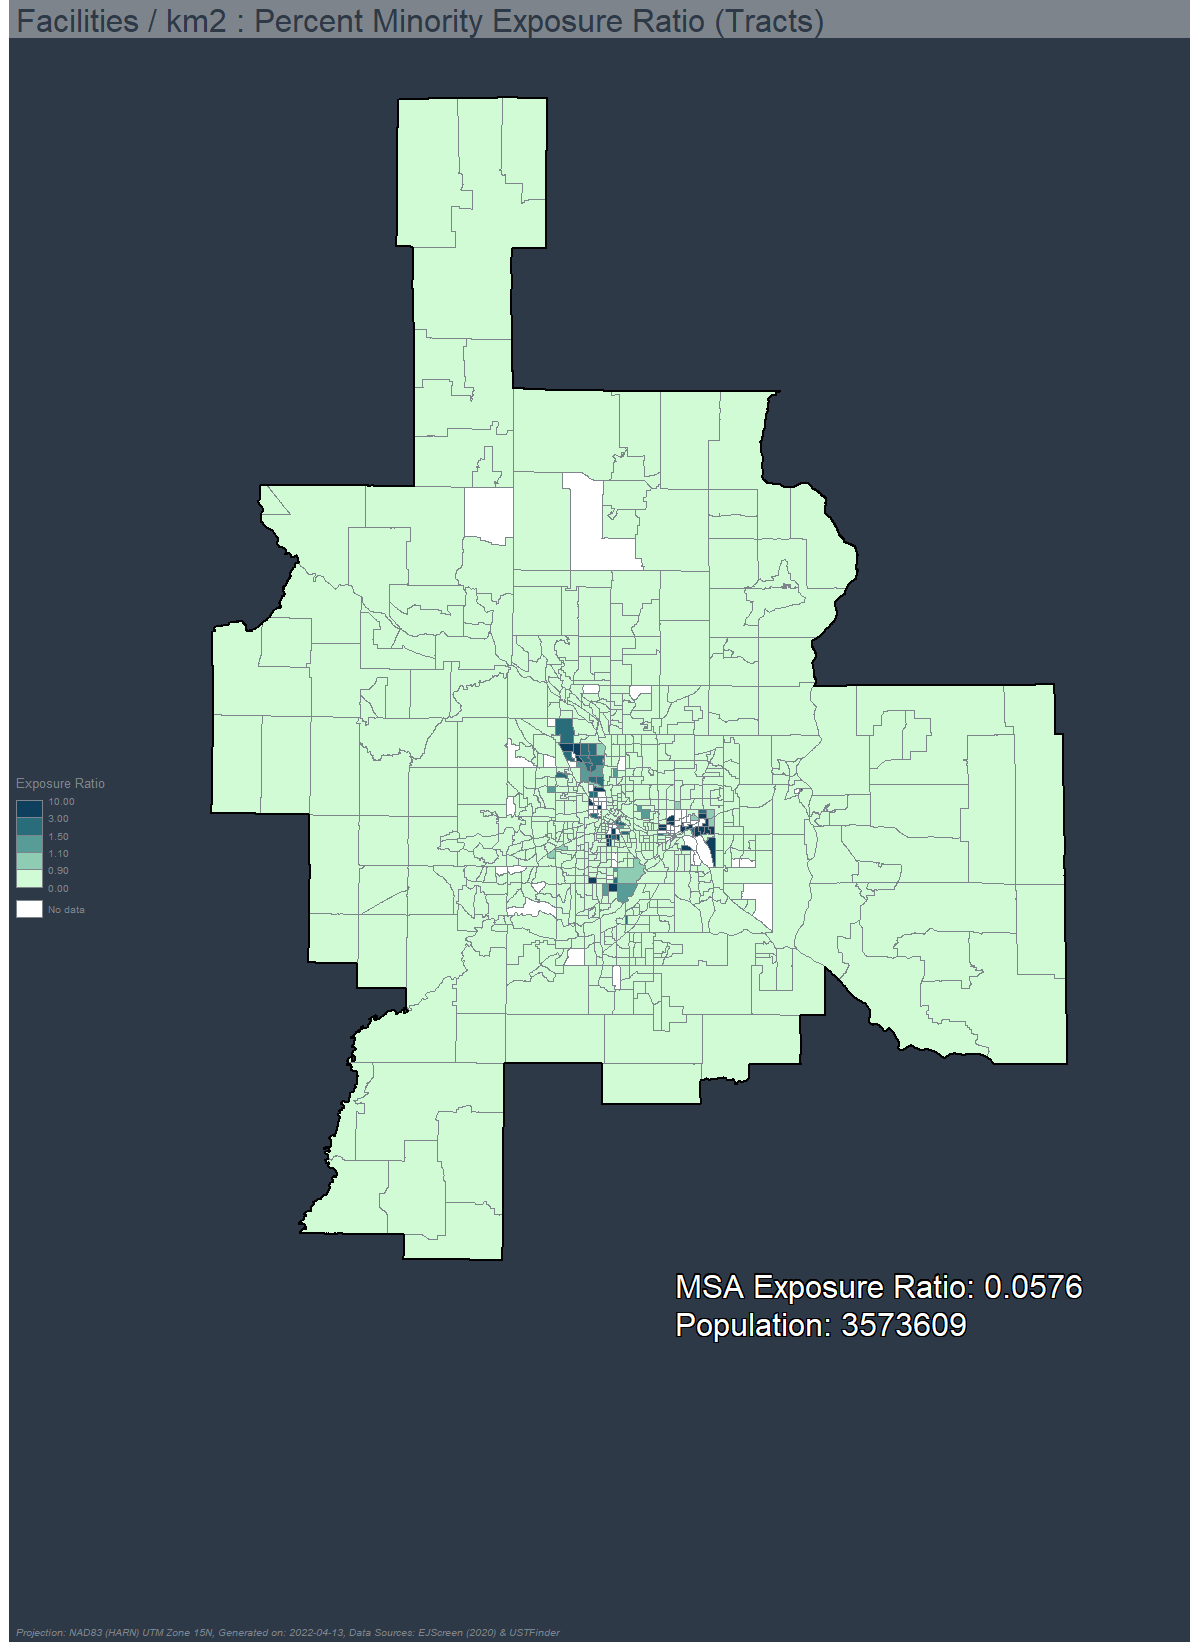 Facilities / km2 : Percent Minority Exposure Ratio (Tracts)
Exposure Ratio
10.00
3.00
1.50
1.10
0.90
0.00
No data
MSA Exposure Ratio: 0.0576
Population: 3573609
Projection: NAD83 (HARN) UTM Zone 15N, Generated on: 2022-04-13, Data Sources: EJScreen (2020) & USTFinder